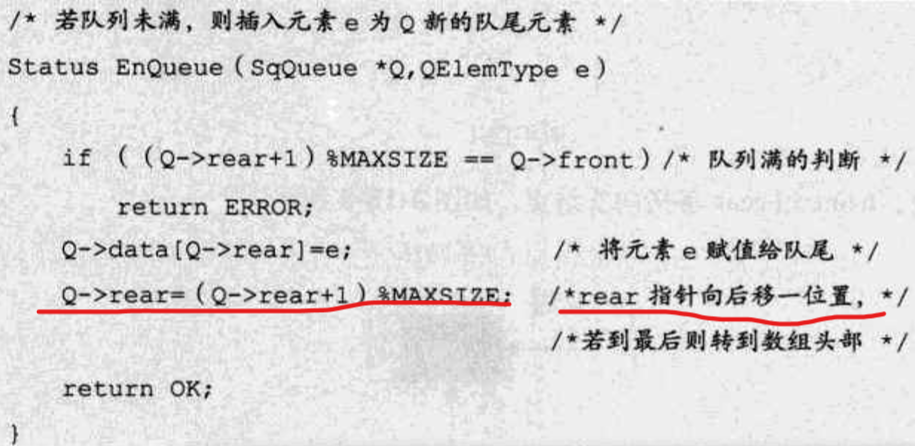 /* 若队列未满，则插入元素 e 为 Q 新的队尾元素 */
Status EnQueue (SqQueue *Q,QElemType e)
{
if ((Q->rear+1)%MAXSIZE == Q->front) /* 队列满的判断 */
return ERROR;
Q->data[Q->rear]=e; /* 将元素 e 赋值给队尾 */
Q->rear=(Q->rear+1)%MAXSIZE; /*rear 指针向后移一位置，*/
/*若到最后则转到数组头部 */
return OK;
}